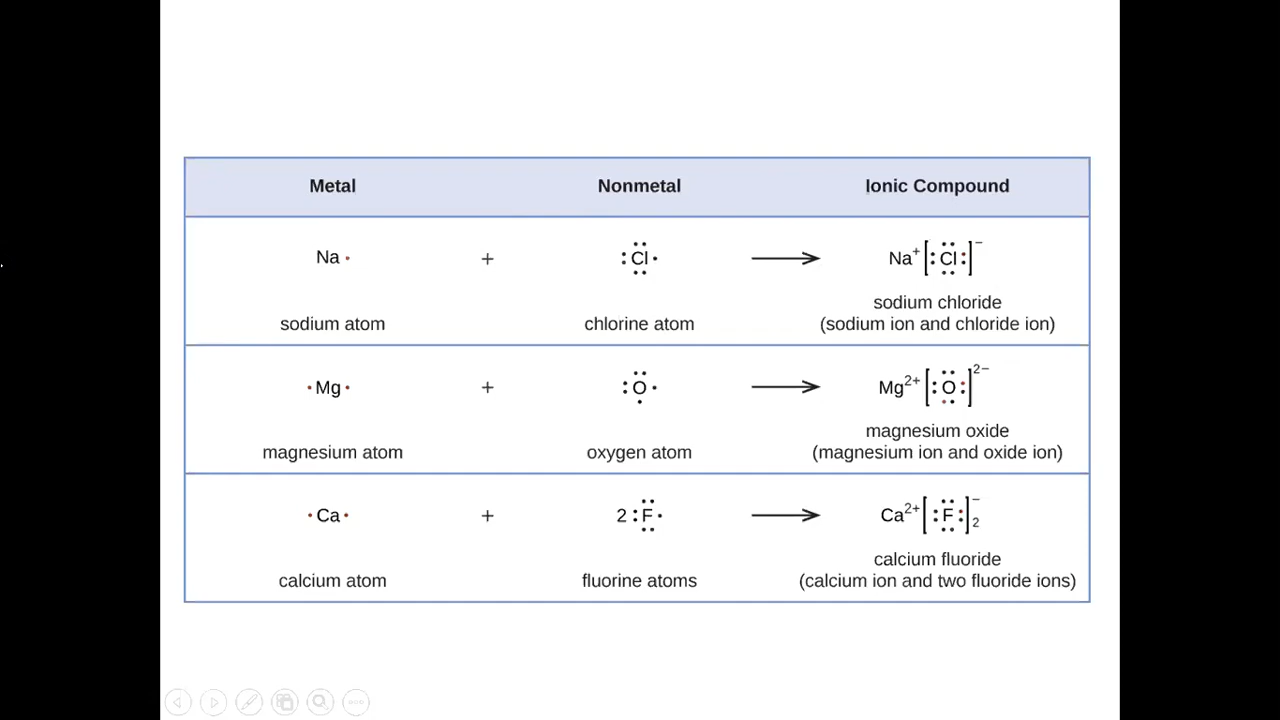 Metal Nonmetal Ionic Compound
Na· + :C̤̈l· ⟶ Na⁺[:C̤̈l:]⁻
sodium atom chlorine atom sodium chloride
(sodium ion and chloride ion)
·Mg· + :Ọ̈· ⟶ Mg²⁺[:Ö̤:]²⁻
magnesium atom oxygen atom magnesium oxide
(magnesium ion and oxide ion)
·Ca· + 2 :F̤̈· ⟶ Ca²⁺[:F̤̈:]⁻₂
calcium atom fluorine atoms calcium fluoride
(calcium ion and two fluoride ions)